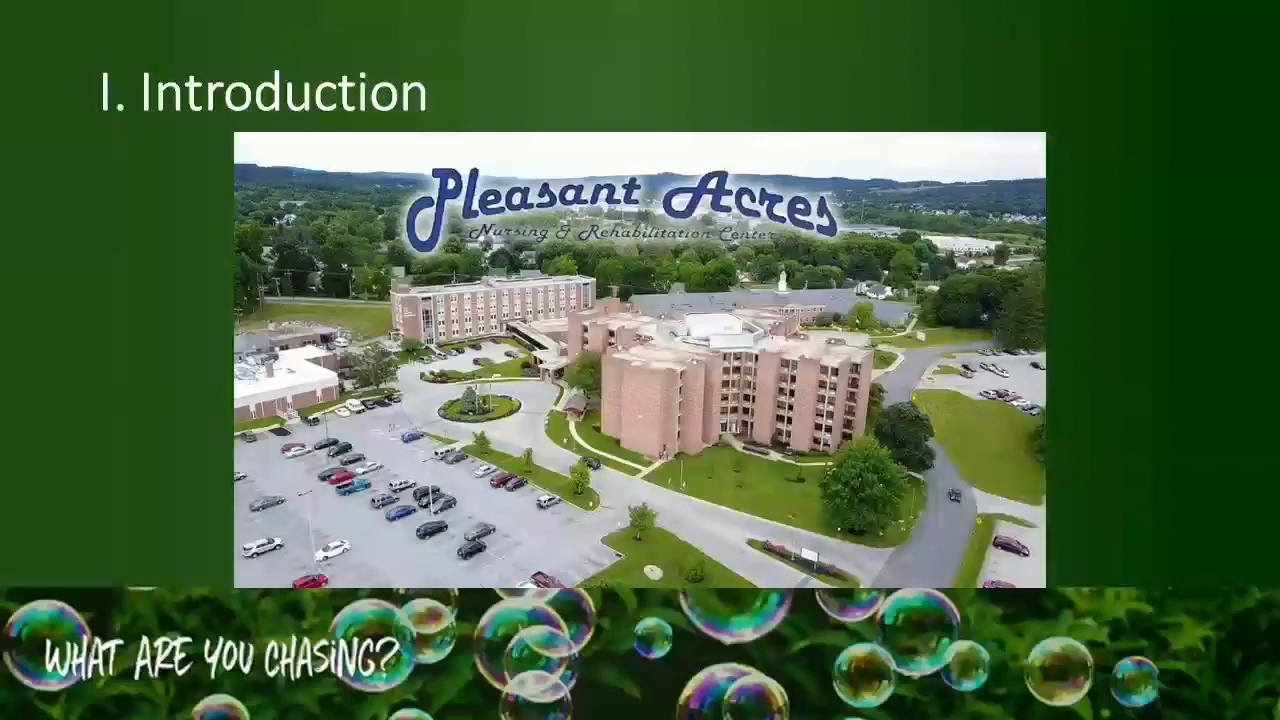 I. Introduction
Pleasant Acres
Nursing & Rehabilitation Center
WHAT ARE YOU CHASING?